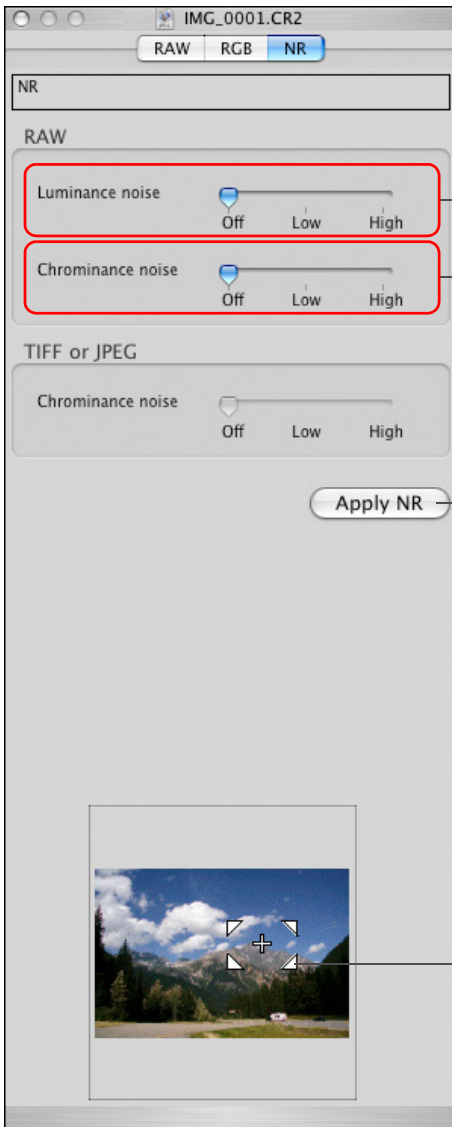 IMG_0001.CR2
RAW RGB NR
NR
RAW
Luminance noise
Off Low High
Chrominance noise
Off Low High
TIFF or JPEG
Chrominance noise
Off Low High
Apply NR